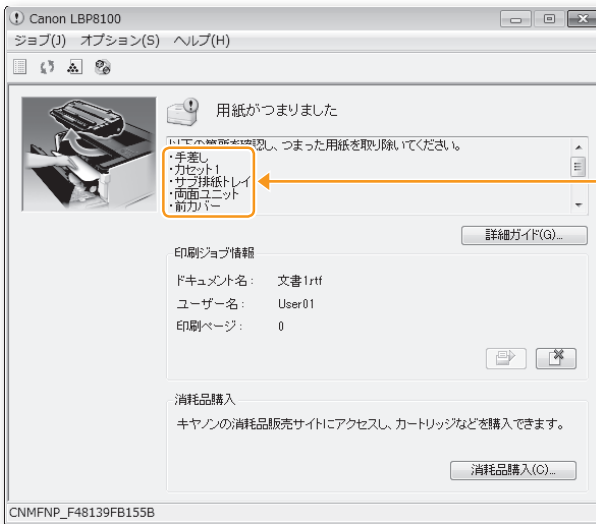 Canon LBP8100
ジョブ(J) オプション(S) ヘルプ(H)
用紙がつまりました
以下の箇所を確認し、つまった用紙を取り除いてください。
・手差し
・カセット1
・サブ排紙トレイ
・両面ユニット
・前カバー
詳細ガイド(G)...
印刷ジョブ情報
ドキュメント名: 文書1rtf
ユーザー名: User01
印刷ページ: 0
消耗品購入
キヤノンの消耗品販売サイトにアクセスし、カートリッジなどを購入できます。
消耗品購入(C)...
CNMFNP_F48139FB155B